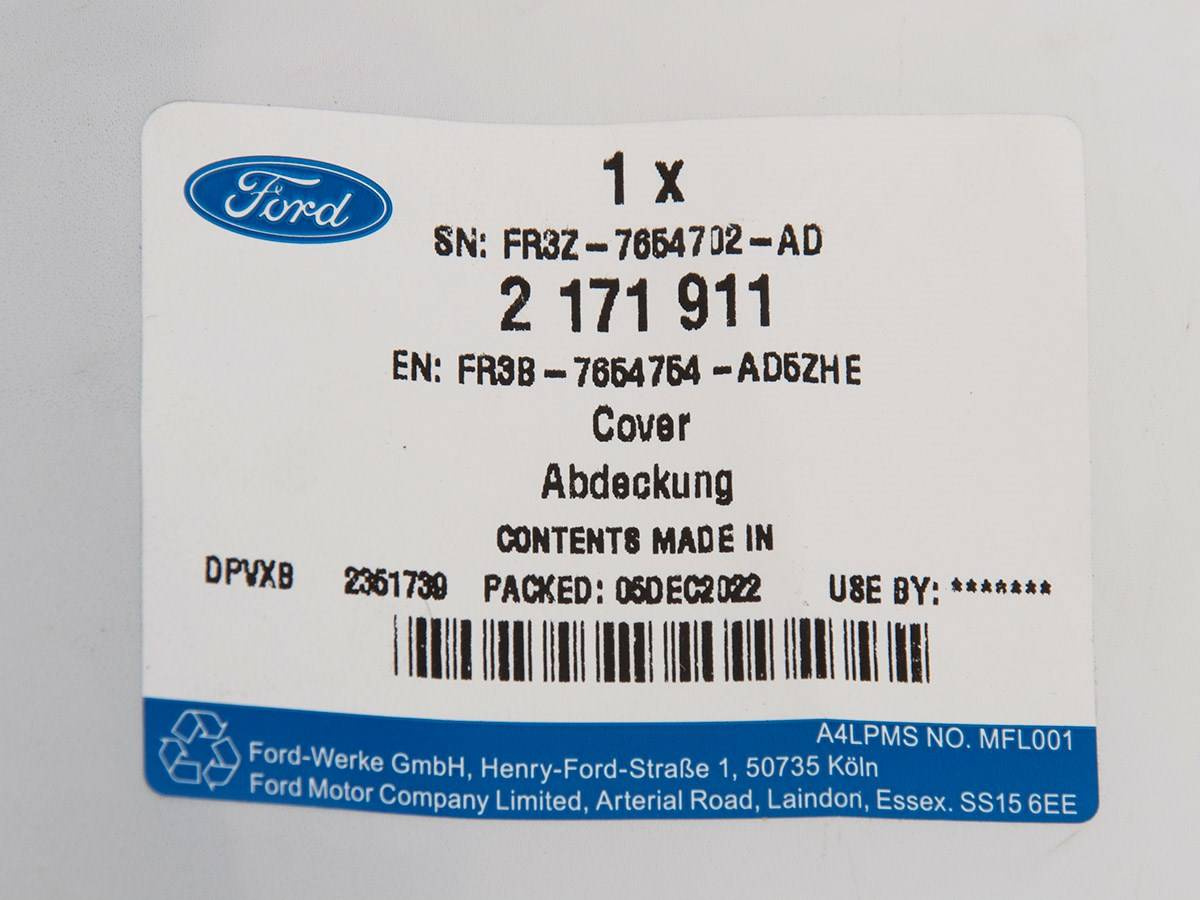 Ford
1 x
SN: FR3Z-7654702-AD
2 171 911
EN: FR3B-7654754-AD5ZHE
Cover
Abdeckung
CONTENTS MADE IN
DPVXB 2351739 PACKED: 05DEC2022 USE BY: *******
A4LPMS NO. MFL001
Ford-Werke GmbH, Henry-Ford-Straße 1, 50735 Köln
Ford Motor Company Limited, Arterial Road, Laindon, Essex. SS15 6EE